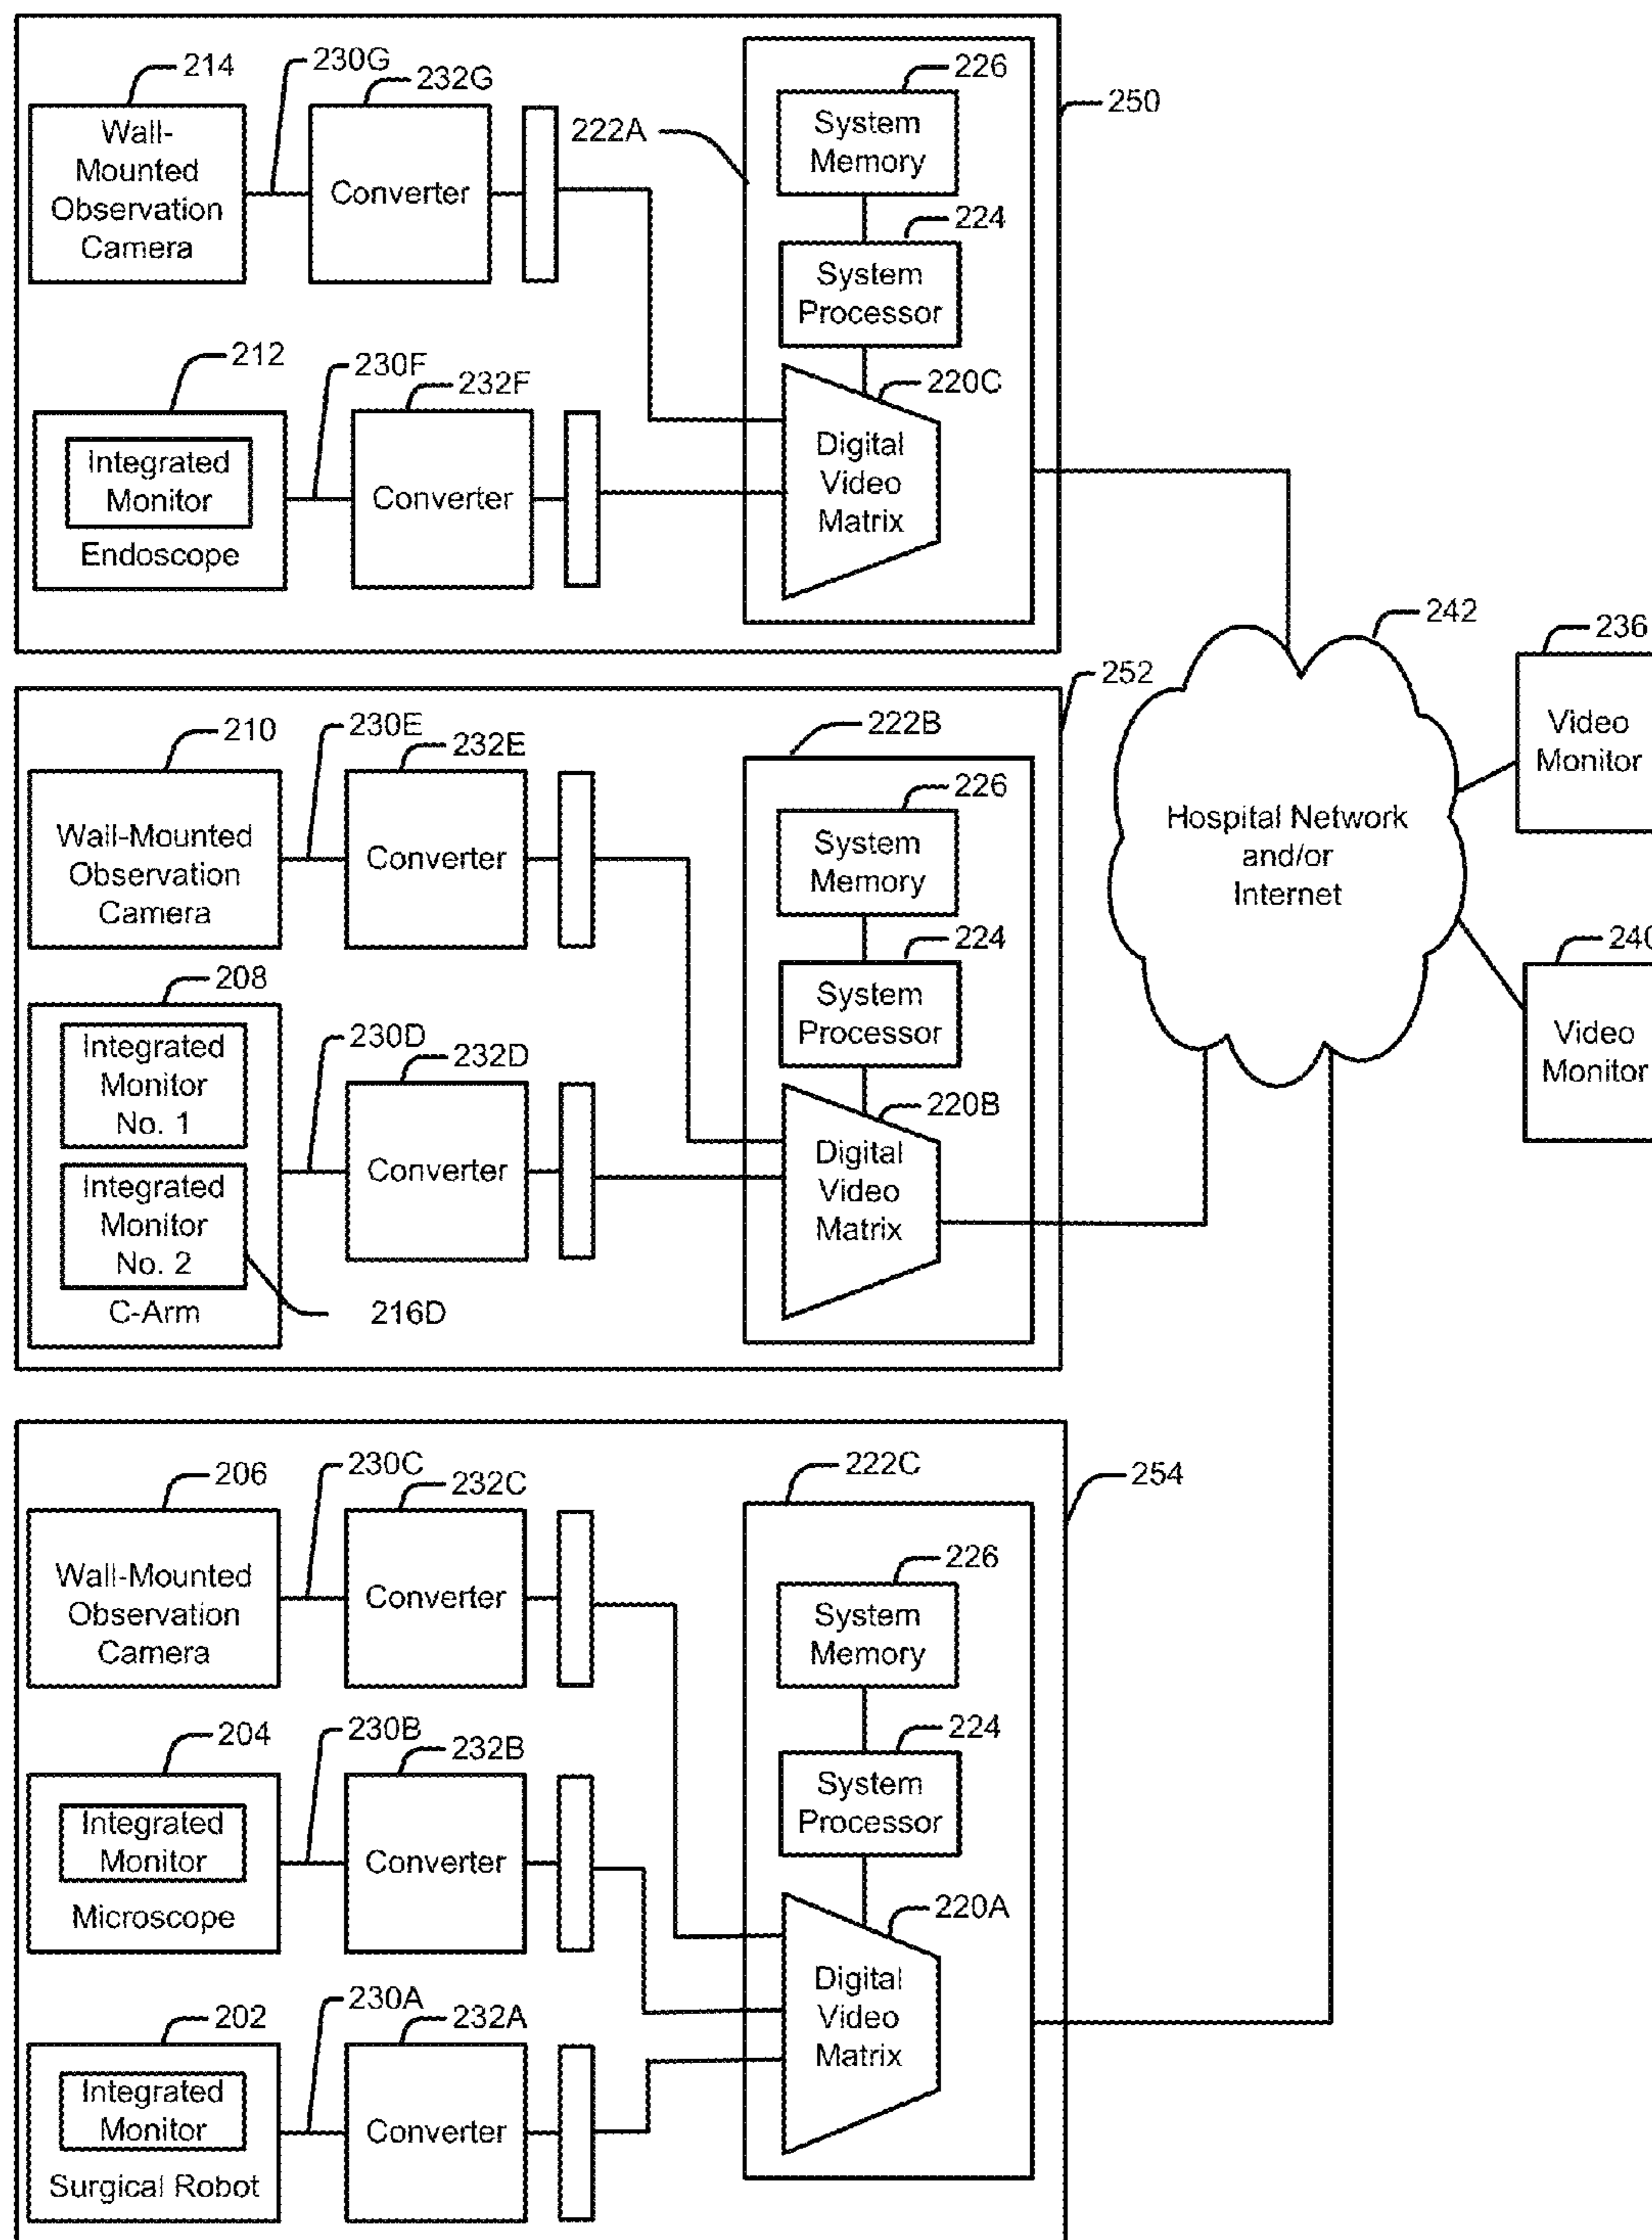 214
230G
232G
226
250
222A
Wall-
Mounted
Observation
Camera
Converter
System
Memory
224
System
Processor
212
230F
232F
220C
Integrated
Monitor
Endoscope
Converter
Digital
Video
Matrix
242
236
Video
Monitor
252
210
230E
232E
222B
226
Wall-Mounted
Observation
Camera
Converter
System
Memory
Hospital Network
and/or
Internet
224
240
Video
Monitor
208
Integrated
Monitor
No. 1
230D
232D
System
Processor
220B
Integrated
Monitor
No. 2
C-Arm
216D
Converter
Digital
Video
Matrix
206
230C
232C
222C
254
226
Wall-Mounted
Observation
Camera
Converter
System
Memory
204
230B
232B
224
Integrated
Monitor
Microscope
Converter
System
Processor
220A
202
230A
232A
Digital
Video
Matrix
Integrated
Monitor
Surgical Robot
Converter